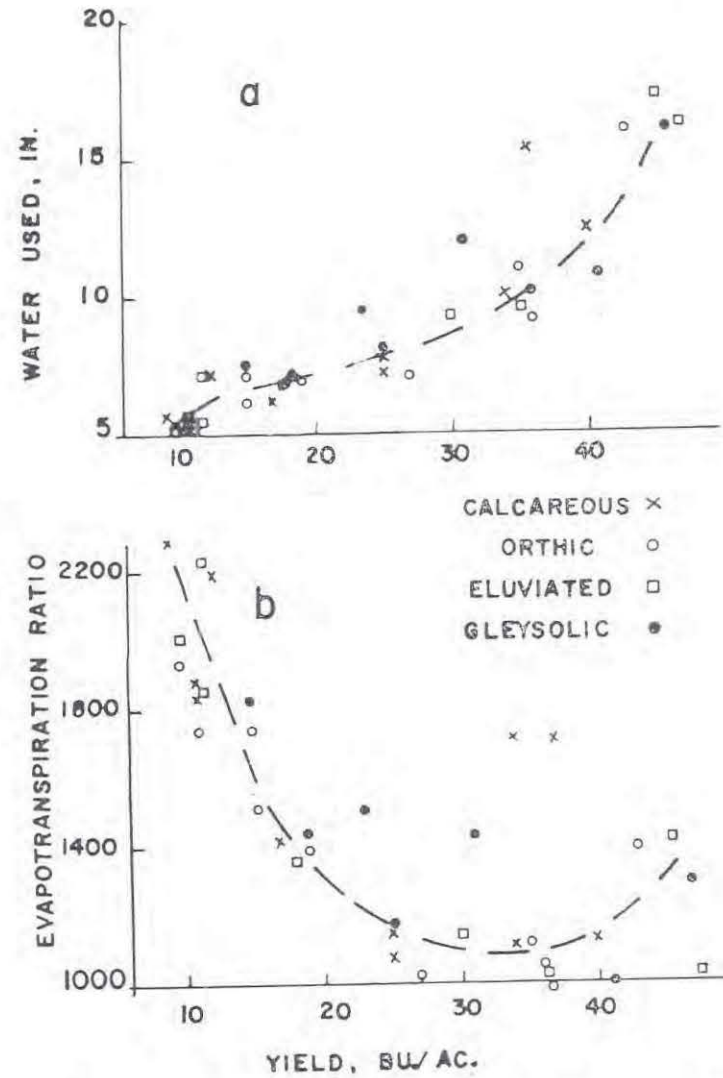 20
15
10
5
WATER USED, IN.
a
10 20 30 40
CALCAREOUS ×
ORTHIC ○
ELUVIATED □
GLEYSOLIC ●
b
2200
1800
1400
1000
EVAPOTRANSPIRATION RATIO
10 20 30 40
YIELD, BU/AC.